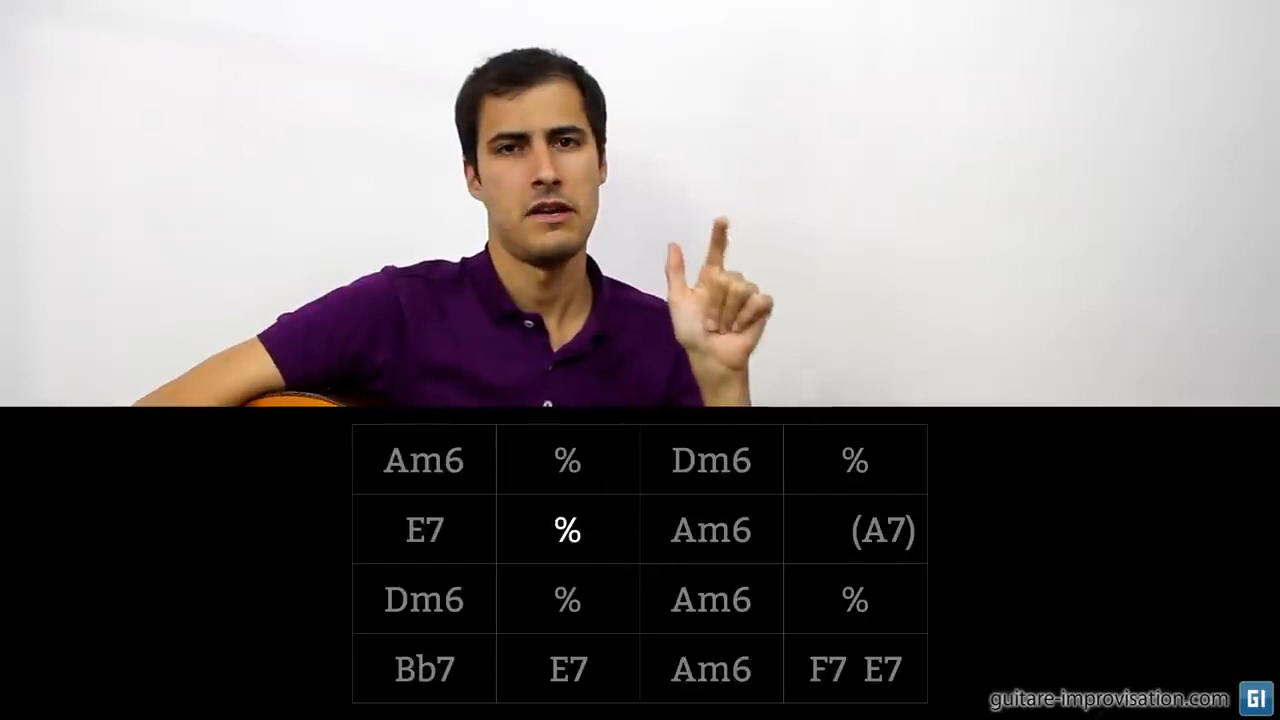 Am6 % Dm6 %
E7 % Am6 (A7)
Dm6 % Am6 %
Bb7 E7 Am6 F7 E7
guitare-improvisation.com GI